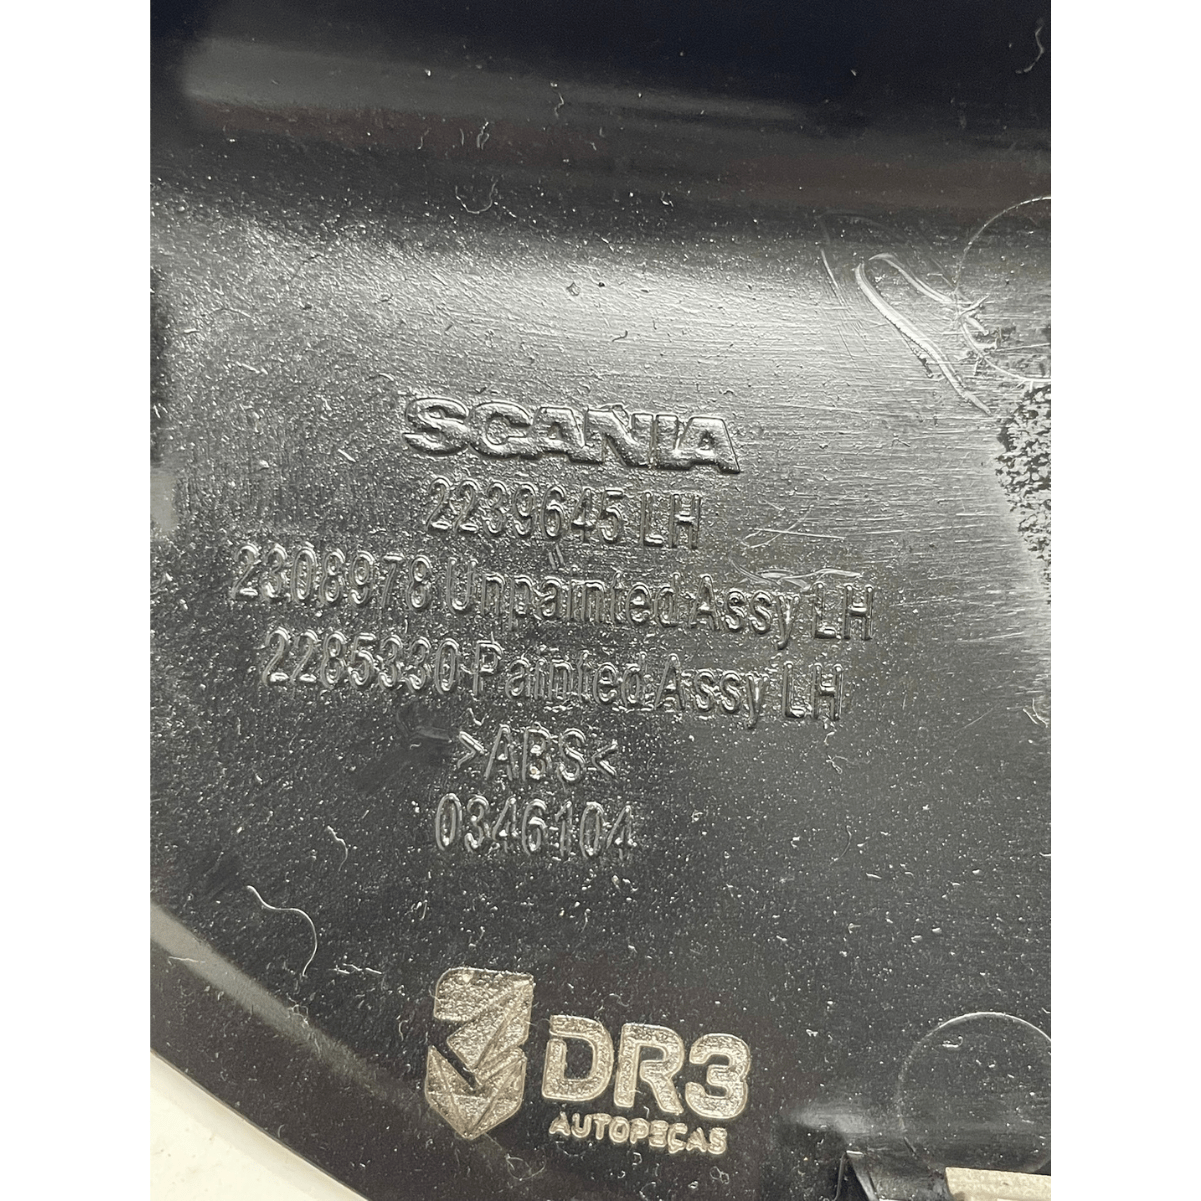 SCANIA
2239645 LH
2308978 Unpainted Assy LH
2285330 Painted Assy LH
>ABS<
0346104
DR3
AUTOPEÇAS